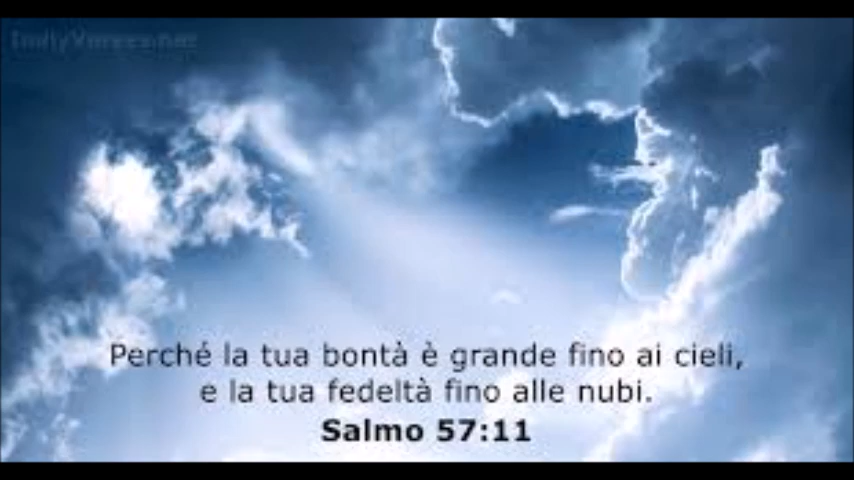 Perché la tua bontà è grande fino ai cieli,
e la tua fedeltà fino alle nubi.
Salmo 57:11